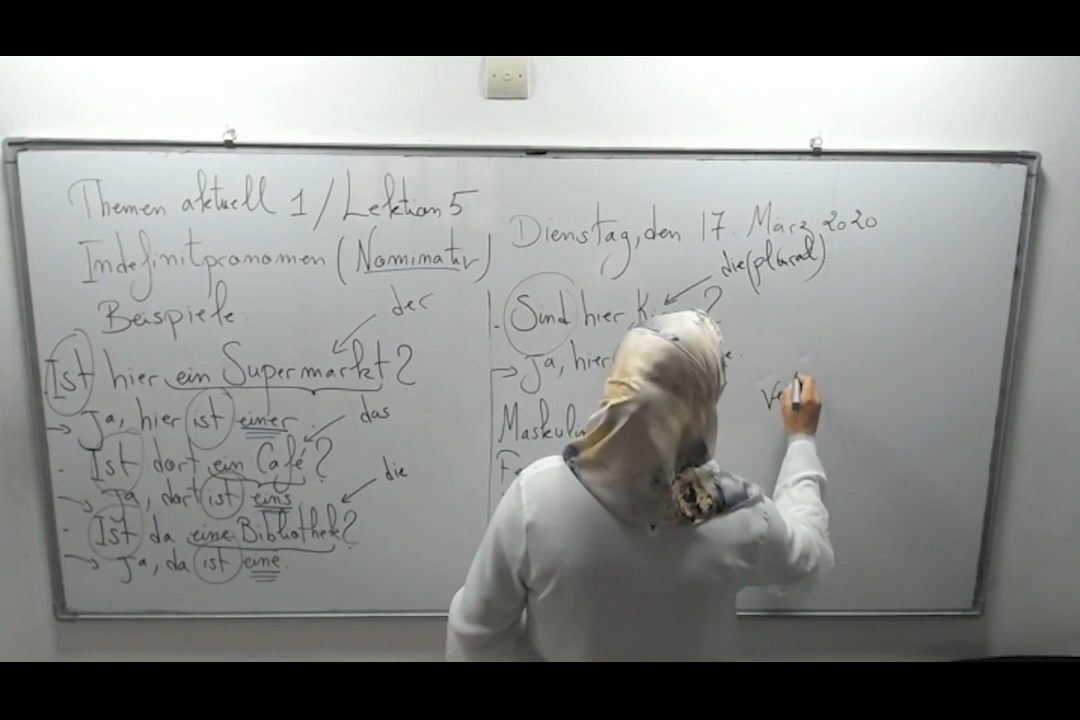 Themen aktuell 1 / Lektion 5
Indefinitpronomen (Nominativ)
Beispiele:
der
Ist hier ein Supermarkt?
→ Ja, hier ist einer.
das
- Ist dort ein Café?
→ Ja, dort ist eins
die
- Ist da eine Bibliothek?
→ Ja, da ist eine.
Dienstag, den 17. März 2020
die (plural)
- Sind hier ?
→ Ja, hier